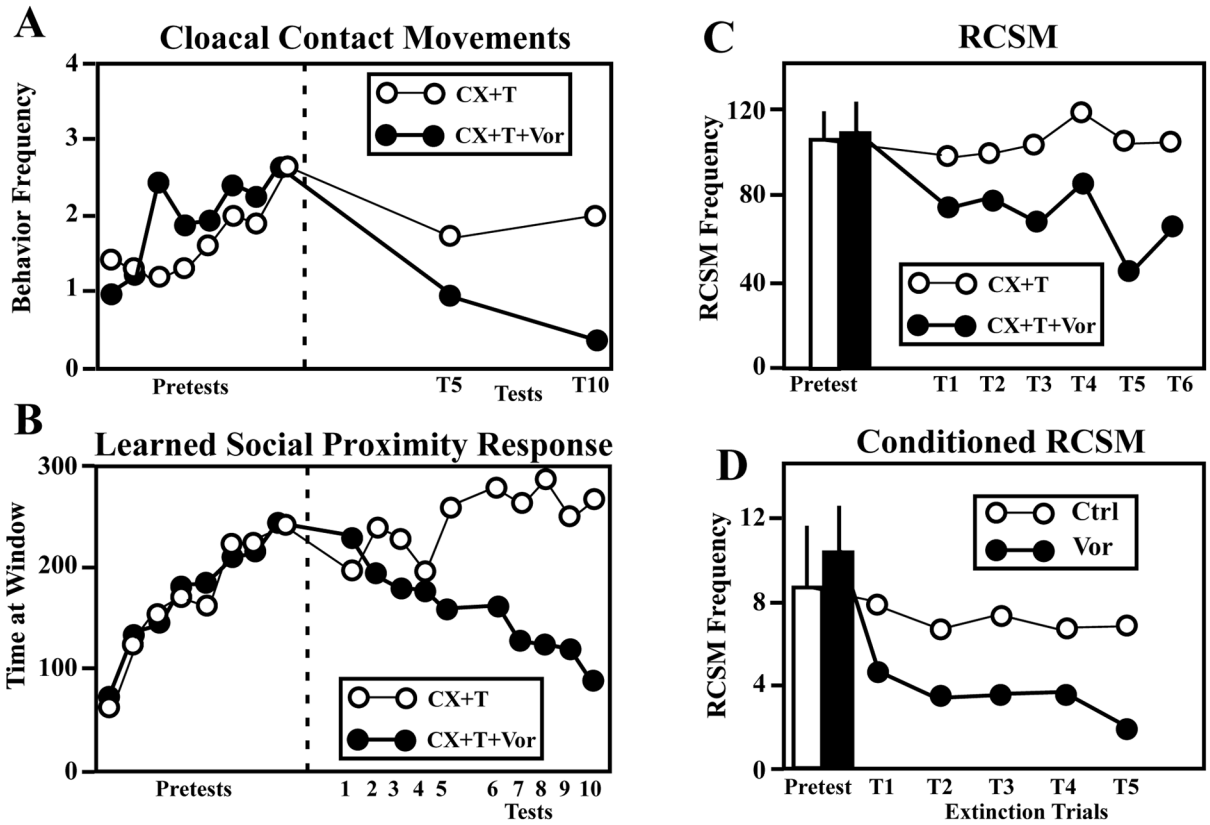 A
Cloacal Contact Movements
Behavior Frequency
4
3
2
1
0
CX+T
CX+T+Vor
Pretests
T5 Tests T10
B
Learned Social Proximity Response
Time at Window
300
200
100
0
CX+T
CX+T+Vor
Pretests
1 2 3 4 5 6 7 8 9 10
Tests
C
RCSM
RCSM Frequency
120
80
40
0
CX+T
CX+T+Vor
Pretest T1 T2 T3 T4 T5 T6
D
Conditioned RCSM
RCSM Frequency
12
8
4
0
Ctrl
Vor
Pretest T1 T2 T3 T4 T5
Extinction Trials